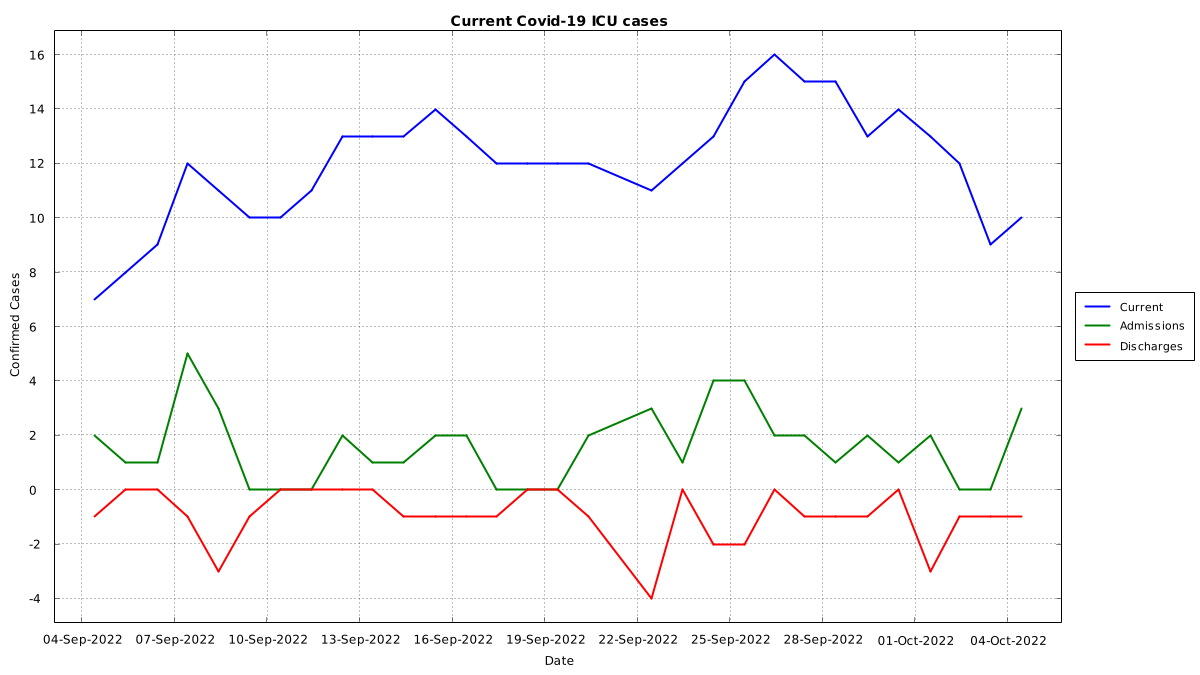 Current Covid-19 ICU cases
Confirmed Cases
16
14
12
10
8
6
4
2
0
-2
-4
04-Sep-2022 07-Sep-2022 10-Sep-2022 13-Sep-2022 16-Sep-2022 19-Sep-2022 22-Sep-2022 25-Sep-2022 28-Sep-2022 01-Oct-2022 04-Oct-2022
Date
Current
Admissions
Discharges